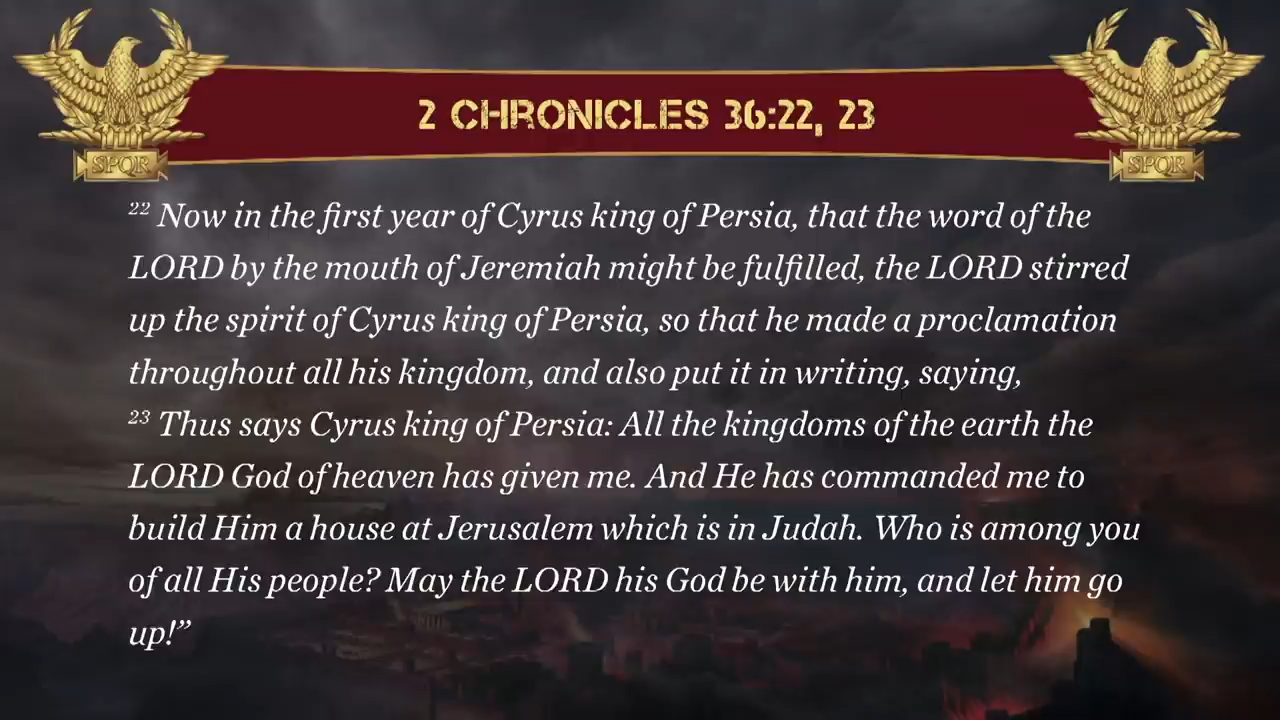 2 CHRONICLES 36:22, 23
SPQR
SPQR
22 Now in the first year of Cyrus king of Persia, that the word of the
LORD by the mouth of Jeremiah might be fulfilled, the LORD stirred
up the spirit of Cyrus king of Persia, so that he made a proclamation
throughout all his kingdom, and also put it in writing, saying,
23 Thus says Cyrus king of Persia: All the kingdoms of the earth the
LORD God of heaven has given me. And He has commanded me to
build Him a house at Jerusalem which is in Judah. Who is among you
of all His people? May the LORD his God be with him, and let him go
up!”